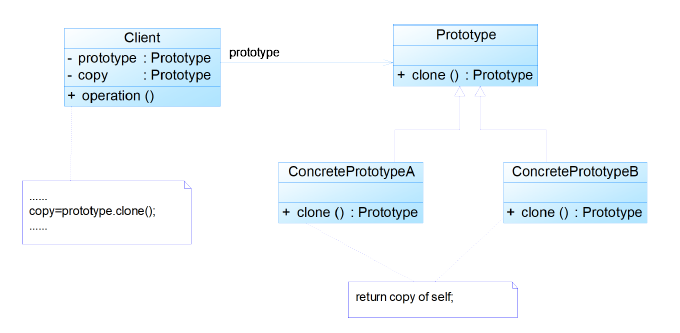 Client
- prototype : Prototype
- copy : Prototype
+ operation ()
prototype
Prototype
+ clone () : Prototype
ConcretePrototypeA
+ clone () : Prototype
ConcretePrototypeB
+ clone () : Prototype
......
copy=prototype.clone();
......
return copy of self;